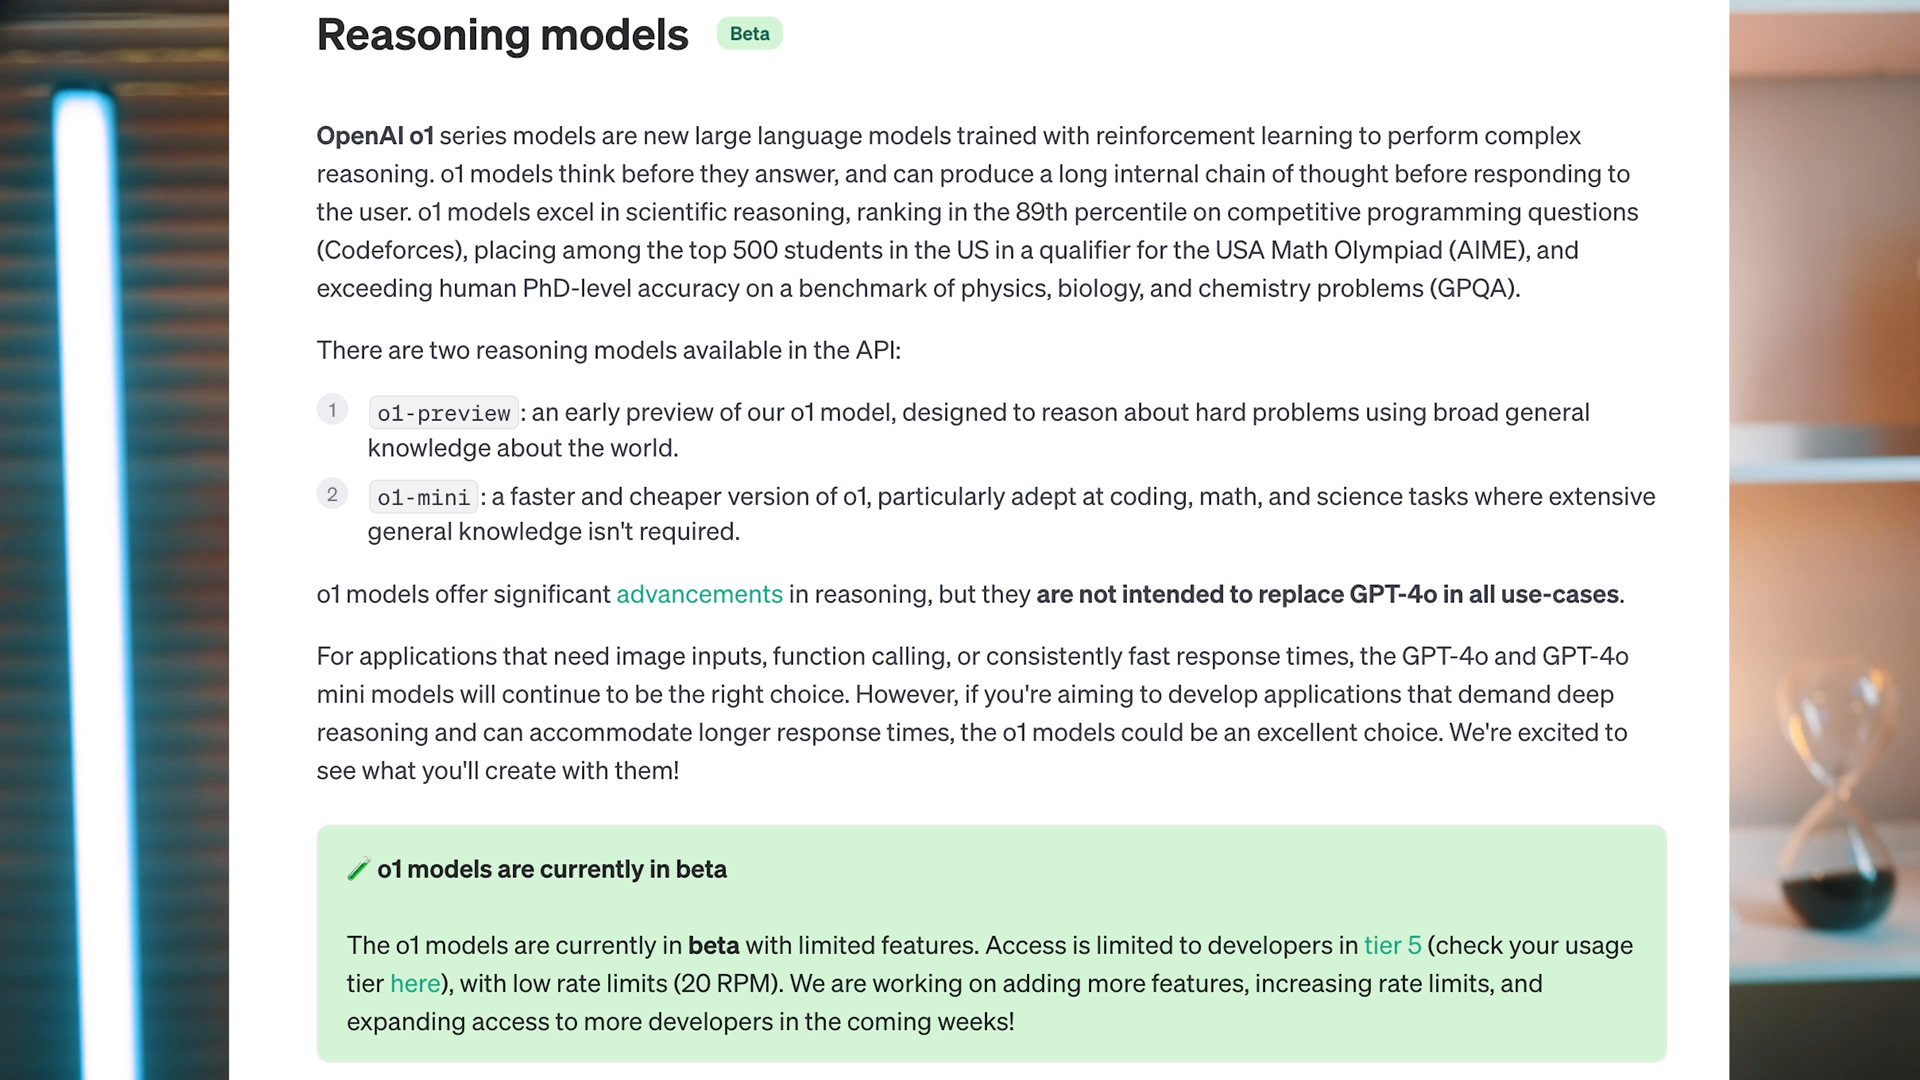 Reasoning models Beta
OpenAI o1 series models are new large language models trained with reinforcement learning to perform complex
reasoning. o1 models think before they answer, and can produce a long internal chain of thought before responding to
the user. o1 models excel in scientific reasoning, ranking in the 89th percentile on competitive programming questions
(Codeforces), placing among the top 500 students in the US in a qualifier for the USA Math Olympiad (AIME), and
exceeding human PhD-level accuracy on a benchmark of physics, biology, and chemistry problems (GPQA).
There are two reasoning models available in the API:
1 o1-preview: an early preview of our o1 model, designed to reason about hard problems using broad general
knowledge about the world.
2 o1-mini: a faster and cheaper version of o1, particularly adept at coding, math, and science tasks where extensive
general knowledge isn't required.
o1 models offer significant advancements in reasoning, but they are not intended to replace GPT-4o in all use-cases.
For applications that need image inputs, function calling, or consistently fast response times, the GPT-4o and GPT-4o
mini models will continue to be the right choice. However, if you're aiming to develop applications that demand deep
reasoning and can accommodate longer response times, the o1 models could be an excellent choice. We're excited to
see what you'll create with them!
o1 models are currently in beta
The o1 models are currently in beta with limited features. Access is limited to developers in tier 5 (check your usage
tier here), with low rate limits (20 RPM). We are working on adding more features, increasing rate limits, and
expanding access to more developers in the coming weeks!